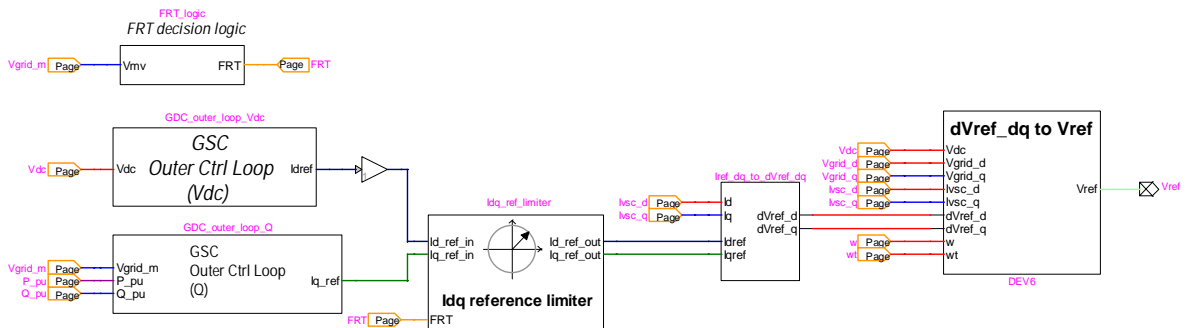 FRT_logic
FRT decision logic
Vgrid_m Page Vmv FRT Page FRT
GDC_outer_loop_Vdc
GSC
Outer Ctrl Loop
(Vdc)
Vdc Page Vdc Idref
1
GDC_outer_loop_Q
GSC
Outer Ctrl Loop
(Q)
Vgrid_m Page Vgrid_m
P_pu Page P_pu
Q_pu Page Q_pu
Iq_ref
Idq_ref_limiter
Id_ref_in Id_ref_out
Iq_ref_in Iq_ref_out
Idq reference limiter
FRT Page FRT
Iref_dq_to_dVref_dq
Ivsc_d Page Id
Ivsc_q Page Iq
dVref_d
dVref_q
Idref
Iqref
dVref_dq to Vref
Vdc Page Vdc
Vgrid_d Page Vgrid_d
Vgrid_q Page Vgrid_q
Ivsc_d Page Ivsc_d
Ivsc_q Page Ivsc_q
dVref_d
dVref_q
w Page w
wt Page wt
Vref Vref
DEV6